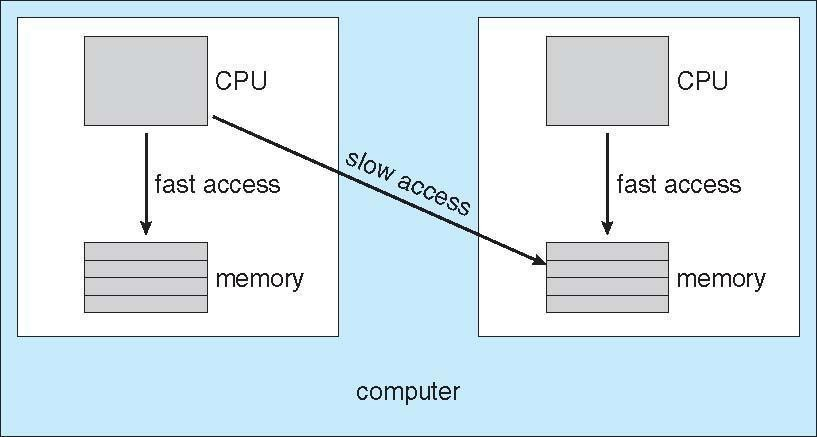 CPU
CPU
slow access
fast access
fast access
memory
memory
computer